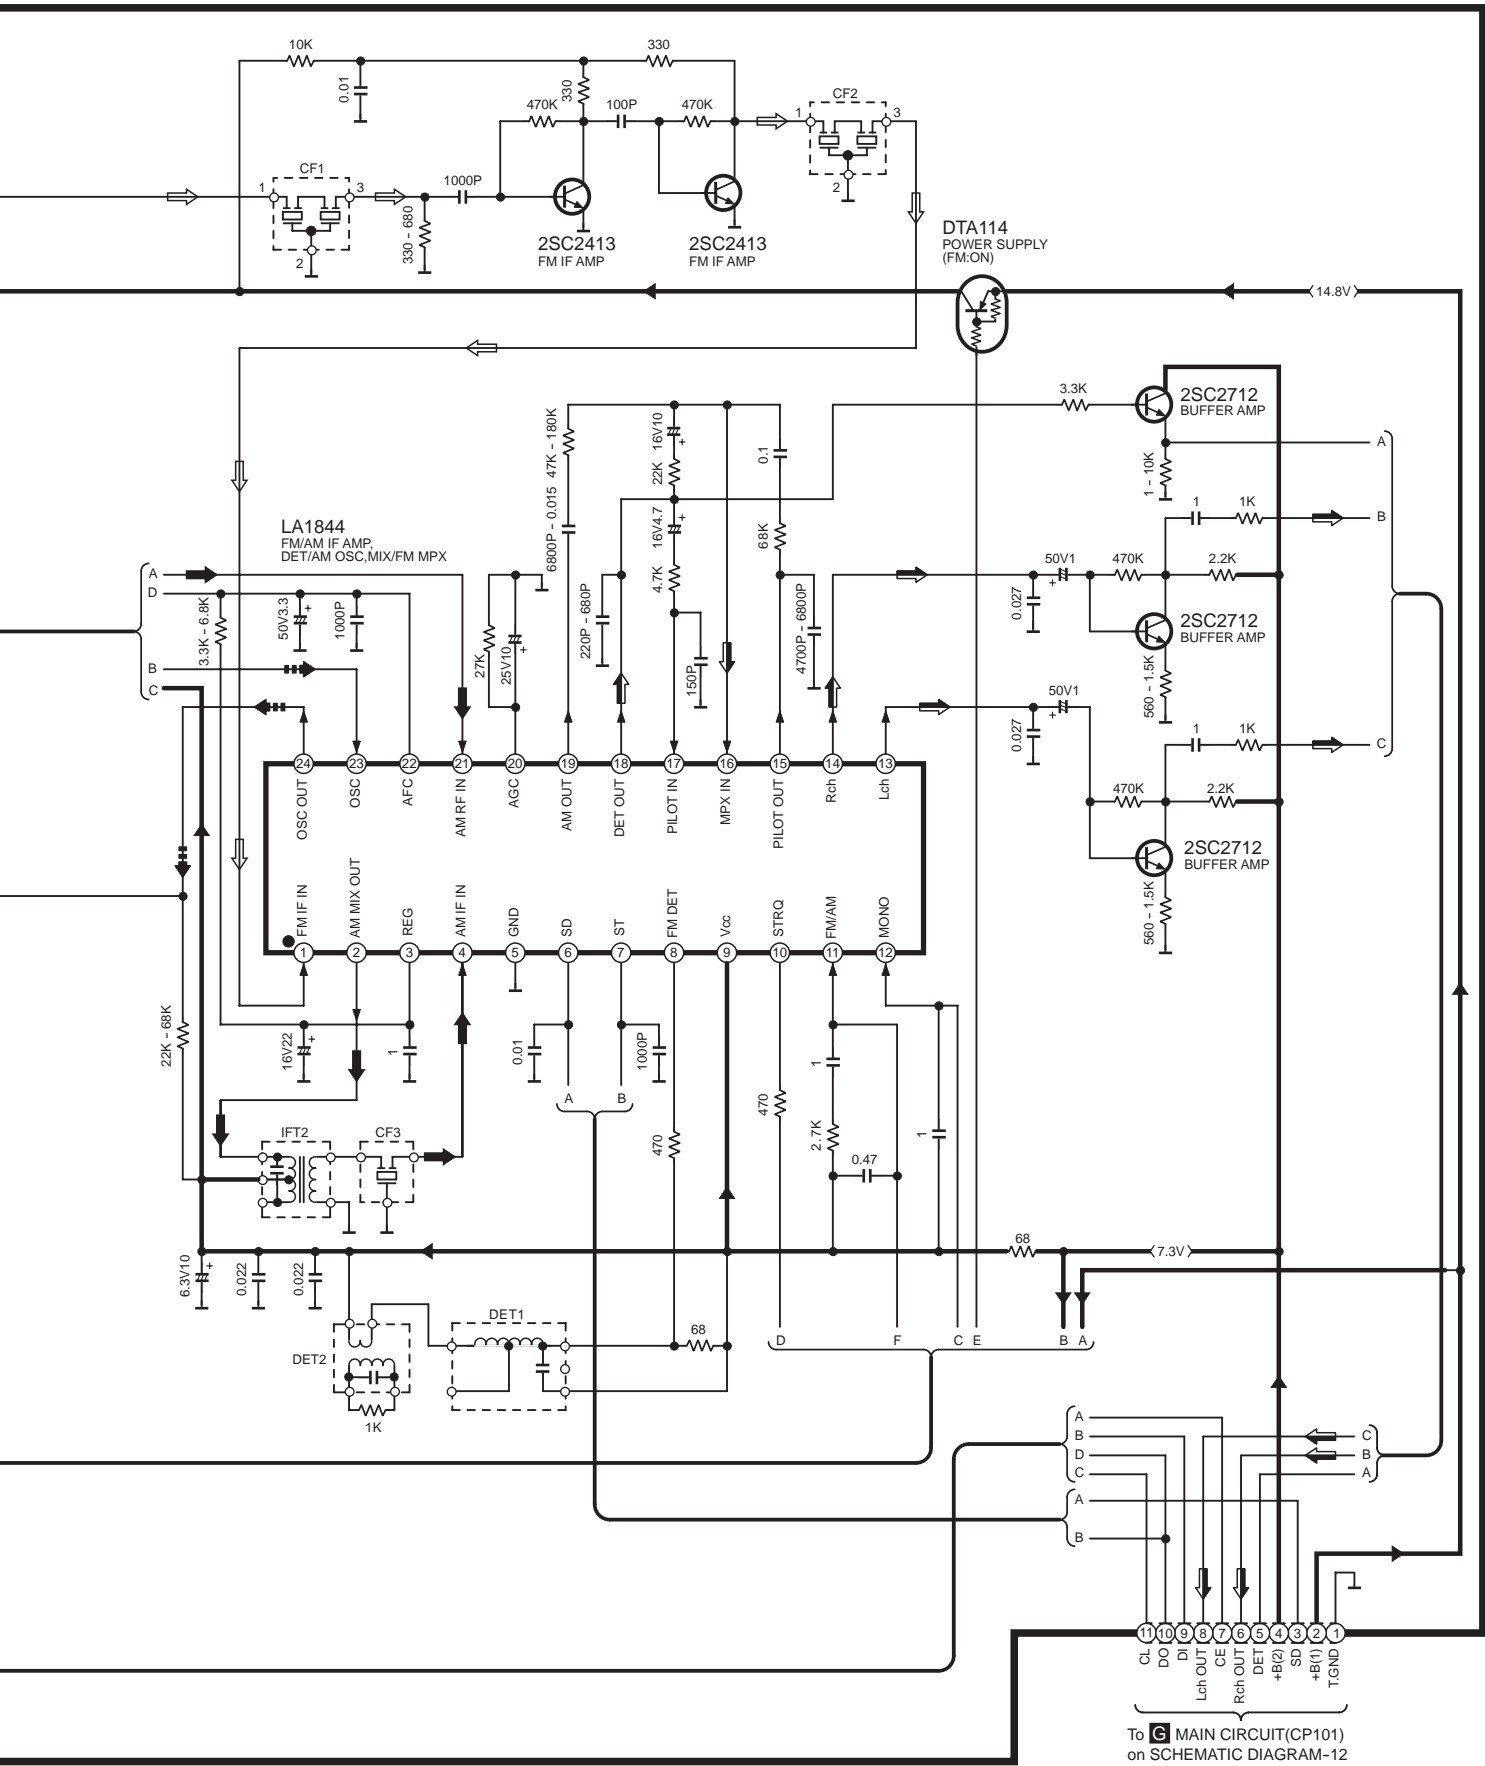 10K
330
0.01
330
470K
100P
470K
CF2
1
3
2
CF1
1
3
2
1000P
330 - 680
2SC2413
FM IF AMP
2SC2413
FM IF AMP
DTA114
POWER SUPPLY
(FM:ON)
14.8V
3.3K
2SC2712
BUFFER AMP
A
1 - 10K
1
1K
B
50V1
470K
2.2K
0.027
+
2SC2712
BUFFER AMP
560 - 1.5K
50V1
+
0.027
1
1K
C
470K
2.2K
2SC2712
BUFFER AMP
560 - 1.5K
47K - 180K
6800P - 0.015
16V10
+
22K
16V4.7
+
4.7K
0.1
68K
220P - 680P
150P
4700P - 6800P
LA1844
FM/AM IF AMP,
DET/AM OSC,MIX/FM MPX
A
D
B
C
3.3K - 6.8K
50V3.3
+
1000P
27K
25V10
+
24 23 22 21 20 19 18 17 16 15 14 13
OSC OUT
OSC
AFC
AM RF IN
AGC
AM OUT
DET OUT
PILOT IN
MPX IN
PILOT OUT
Rch
Lch
FM IF IN
AM MIX OUT
REG
AM IF IN
GND
SD
ST
FM DET
Vcc
STRQ
FM/AM
MONO
1 2 3 4 5 6 7 8 9 10 11 12
22K - 68K
16V22
+
1
0.01
1000P
A
B
470
470
1
2.7K
0.47
1
IFT2
CF3
68
7.3V
6.3V10
+
0.022
0.022
DET2
1K
DET1
68
D
F
C
E
B
A
A
B
D
C
A
B
C
B
A
11 10 9 8 7 6 5 4 3 2 1
CL
DO
DI
Lch OUT
CE
Rch OUT
DET
+B(2)
SD
+B(1)
T.GND
To G MAIN CIRCUIT(CP101)
on SCHEMATIC DIAGRAM-12